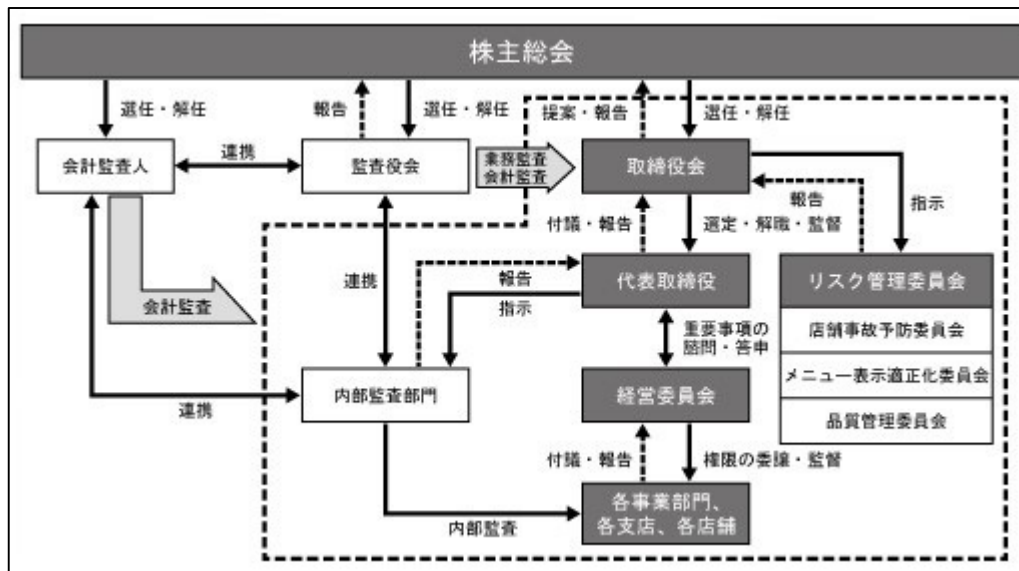 株主総会
選任・解任
報告
選任・解任
提案・報告
選任・解任
会計監査人
連携
監査役会
業務監査
会計監査
取締役会
報告
指示
付議・報告
選定・解職・監督
連携
報告
代表取締役
リスク管理委員会
会計監査
指示
店舗事故予防委員会
重要事項の
諮問・答申
メニュー表示適正化委員会
内部監査部門
経営委員会
連携
品質管理委員会
付議・報告
権限の委譲・監督
各事業部門、
各支店、各店舗
内部監査